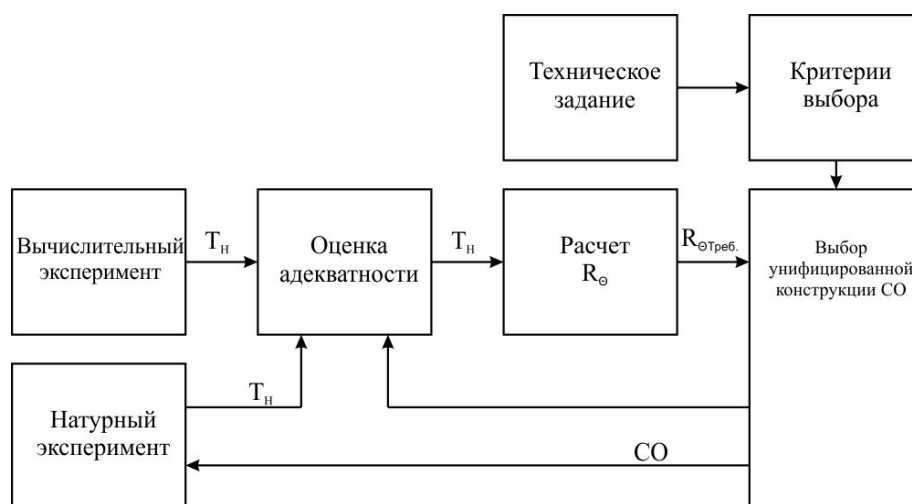 Техническое
задание
Критерии
выбора
Вычислительный
эксперимент
Tн
Оценка
адекватности
Tн
Расчет
RΘ
RΘТреб.
Выбор
унифицированной
конструкции СО
Натурный
эксперимент
Tн
СО